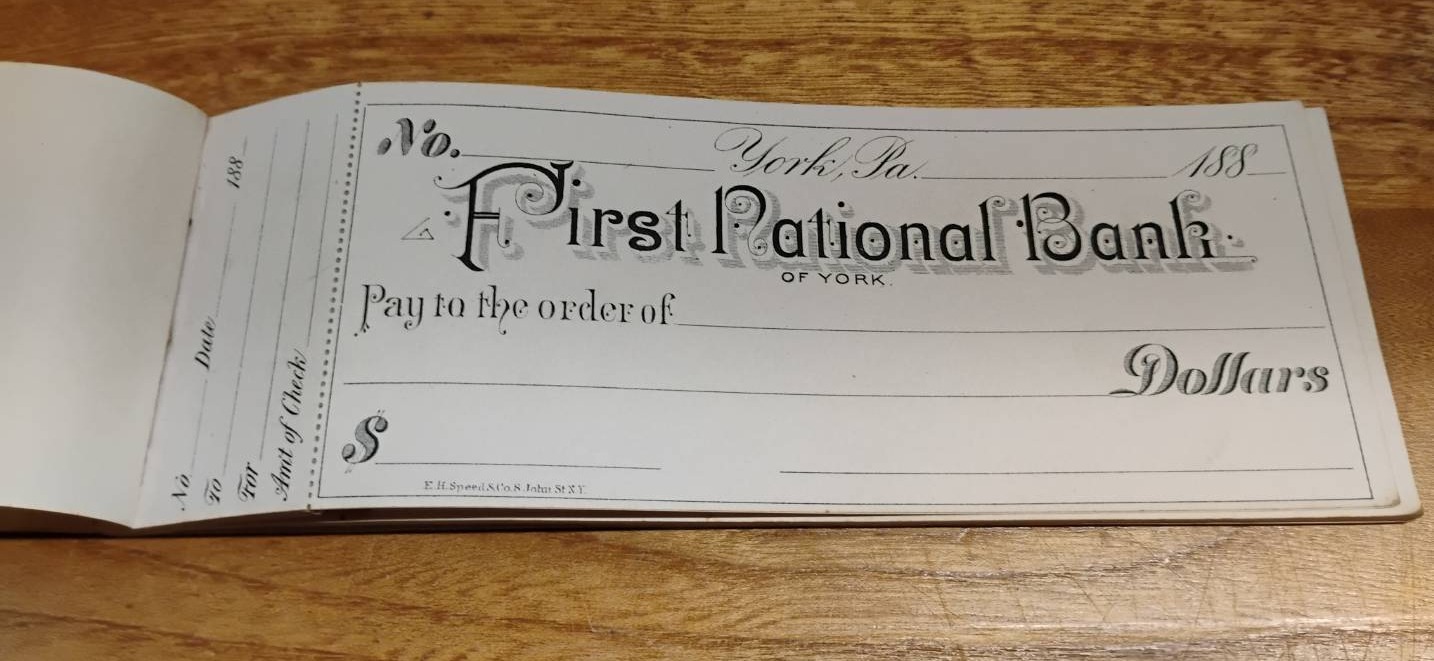 No. York, Pa. 188
First National Bank
OF YORK.
Pay to the order of
Dollars
$
E.H. Speed & Co. 8. John St N.Y.
No Date 188
To
For
Amt of Check